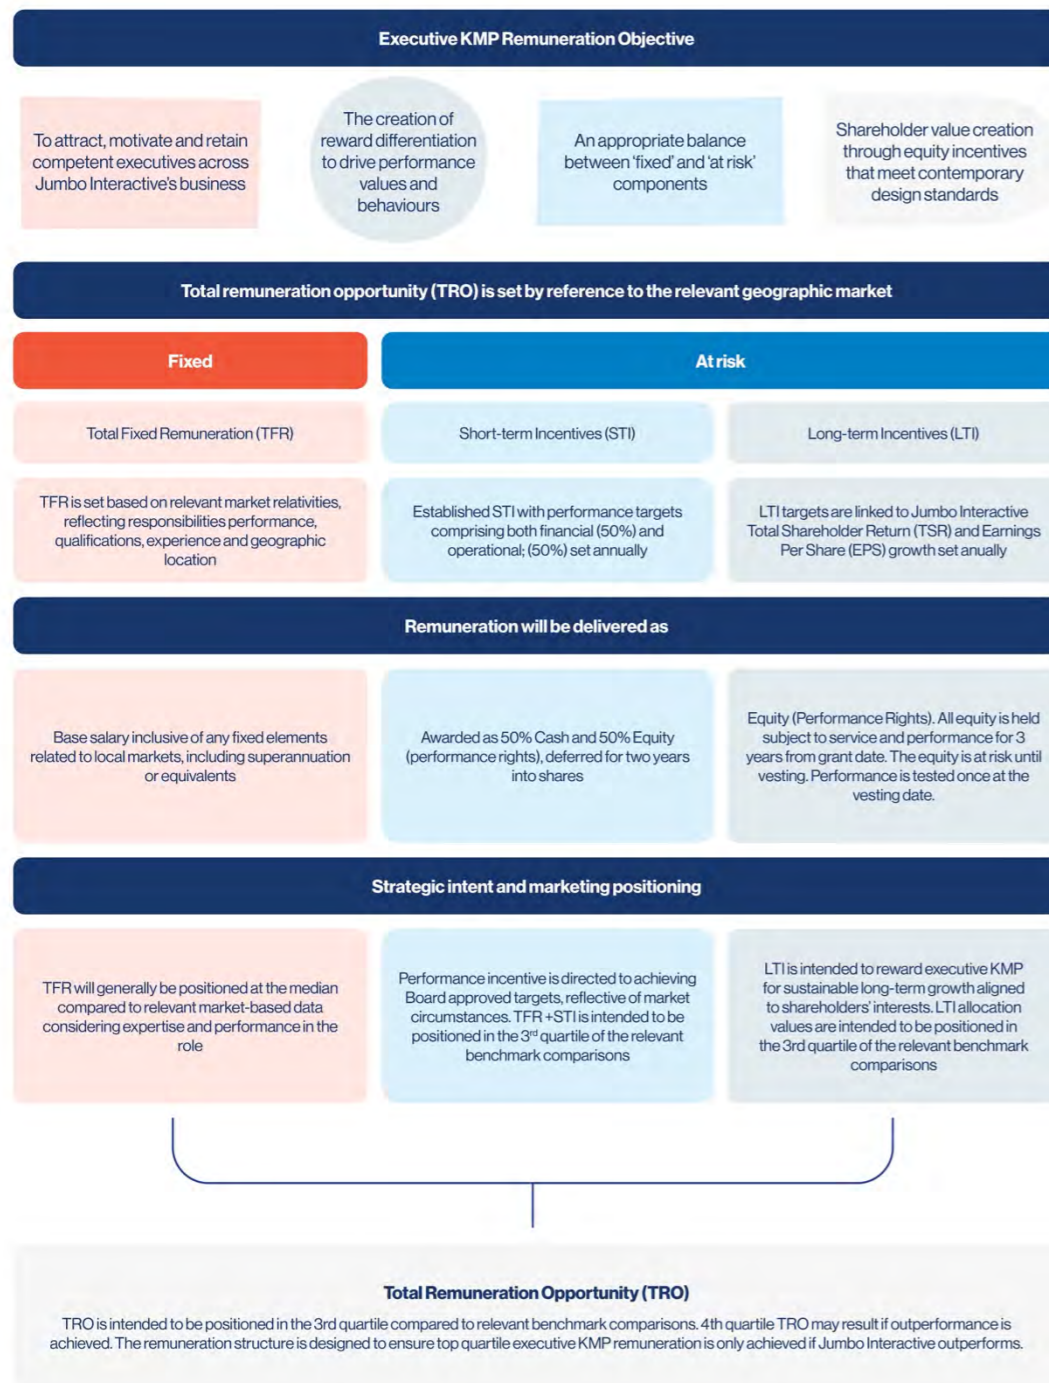 Executive KMP Remuneration Objective
To attract, motivate and retain
competent executives across
Jumbo Interactive's business
The creation of
reward differentiation
to drive performance
values and
behaviours
An appropriate balance
between 'fixed' and 'at risk'
components
Shareholder value creation
through equity incentives
that meet contemporary
design standards
Total remuneration opportunity (TRO) is set by reference to the relevant geographic market
Fixed
At risk
Total Fixed Remuneration (TFR)
Short-term Incentives (STI)
Long-term Incentives (LTI)
TFR is set based on relevant market relativities,
reflecting responsibilities performance,
qualifications, experience and geographic
location
Established STI with performance targets
comprising both financial (50%) and
operational; (50%) set annually
LTI targets are linked to Jumbo Interactive
Total Shareholder Return (TSR) and Earnings
Per Share (EPS) growth set anually
Remuneration will be delivered as
Base salary inclusive of any fixed elements
related to local markets, including superannuation
or equivalents
Awarded as 50% Cash and 50% Equity
(performance rights), deferred for two years
into shares
Equity (Performance Rights). All equity is held
subject to service and performance for 3
years from grant date. The equity is at risk until
vesting. Performance is tested once at the
vesting date.
Strategic intent and marketing positioning
TFR will generally be positioned at the median
compared to relevant market-based data
considering expertise and performance in the
role
Performance incentive is directed to achieving
Board approved targets, reflective of market
circumstances. TFR +STI is intended to be
positioned in the 3rd quartile of the relevant
benchmark comparisons
LTI is intended to reward executive KMP
for sustainable long-term growth aligned
to shareholders' interests. LTI allocation
values are intended to be positioned in
the 3rd quartile of the relevant benchmark
comparisons
Total Remuneration Opportunity (TRO)
TRO is intended to be positioned in the 3rd quartile compared to relevant benchmark comparisons. 4th quartile TRO may result if outperformance is
achieved. The remuneration structure is designed to ensure top quartile executive KMP remuneration is only achieved if Jumbo Interactive outperforms.